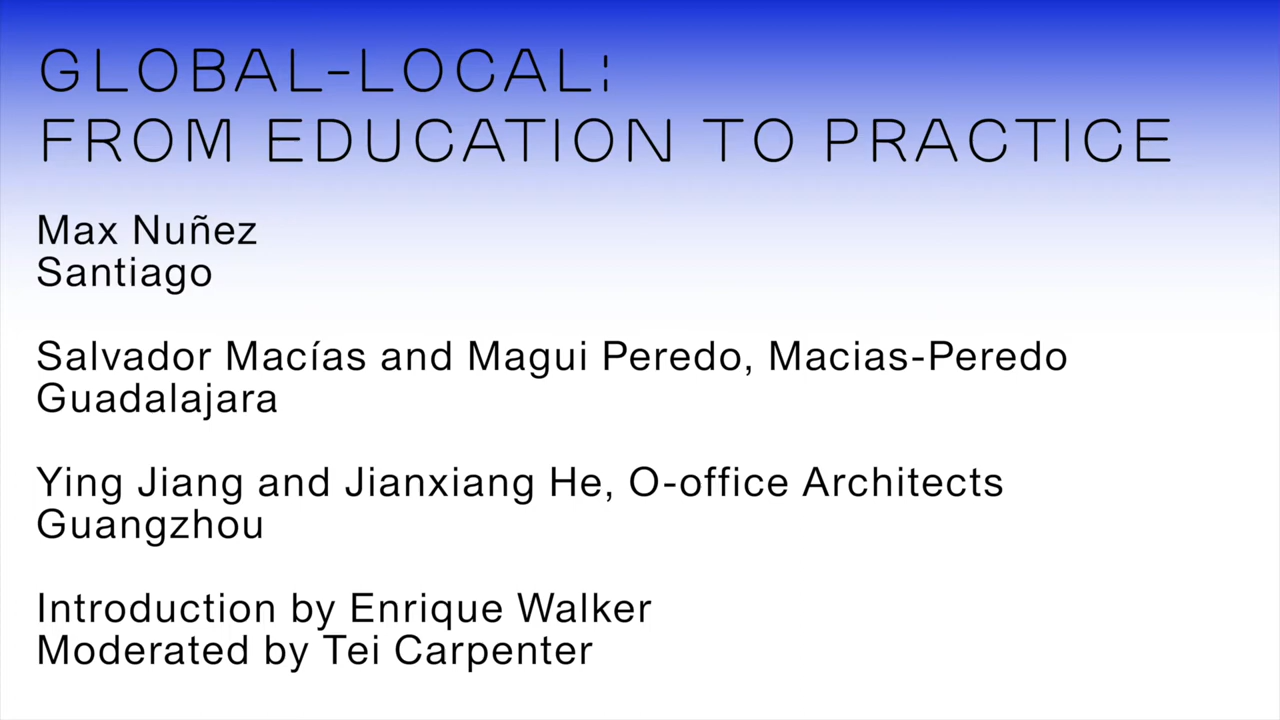 GLOBAL-LOCAL:
FROM EDUCATION TO PRACTICE
Max Nuñez
Santiago
Salvador Macías and Magui Peredo, Macias-Peredo
Guadalajara
Ying Jiang and Jianxiang He, O-office Architects
Guangzhou
Introduction by Enrique Walker
Moderated by Tei Carpenter